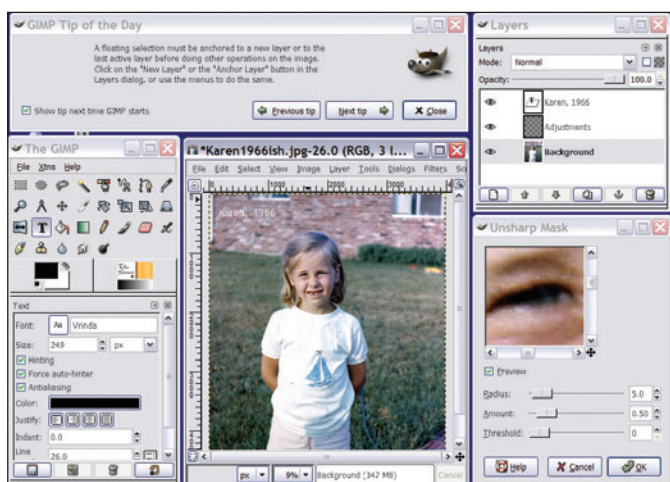 GIMP Tip of the Day
A floating selection must be anchored to a new layer or to the
last active layer before doing other operations on the image.
Click on the "New Layer" or the "Anchor Layer" button in the
Layers dialog, or use the menus to do the same.
Show tip next time GIMP starts
Previous tip
Next tip
Close
Layers
Layers
Mode: Normal
Opacity: 100.0
Karen, 1966
Adjustments
Background
The GIMP
File Xtns Help
Text
Font: Aa Vrinda
Size: 249 px
Hinting
Force auto-hinter
Antialiasing
Color:
Justify:
Indent: 0.0
Line
26.0
*Karen1966ish.jpg-26.0 (RGB, 3 l...
File Edit Select View Image Layer Tools Dialogs Filters Scr
0 1000 2000 3000
Karen, 1966
px 9% Background (347 MB) Cancel
Unsharp Mask
Preview
Radius: 5.0
Amount: 0.50
Threshold: 0
Help Cancel OK